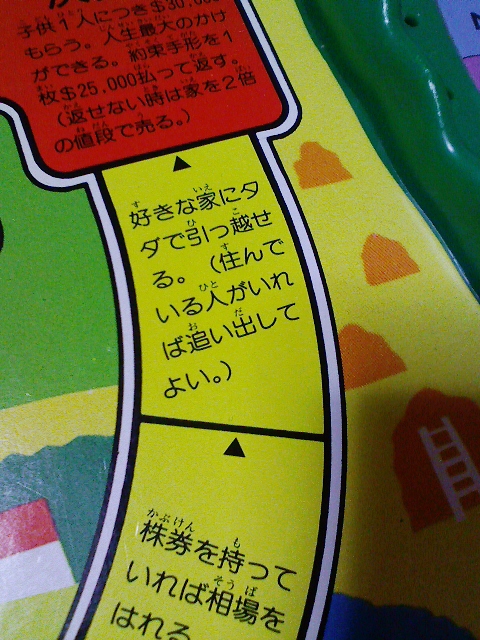 子供1人につき$30,00
もらう。人生最大のかけ
ができる。約束手形を1
枚$25,000払って返す。
(返せない時は家を2倍
の値段で売る。)
好きな家にタ
ダで引っ越せ
る。(住んで
いる人がいれ
ば追い出して
よい。)
株券を持って
いれば相場を
はれる